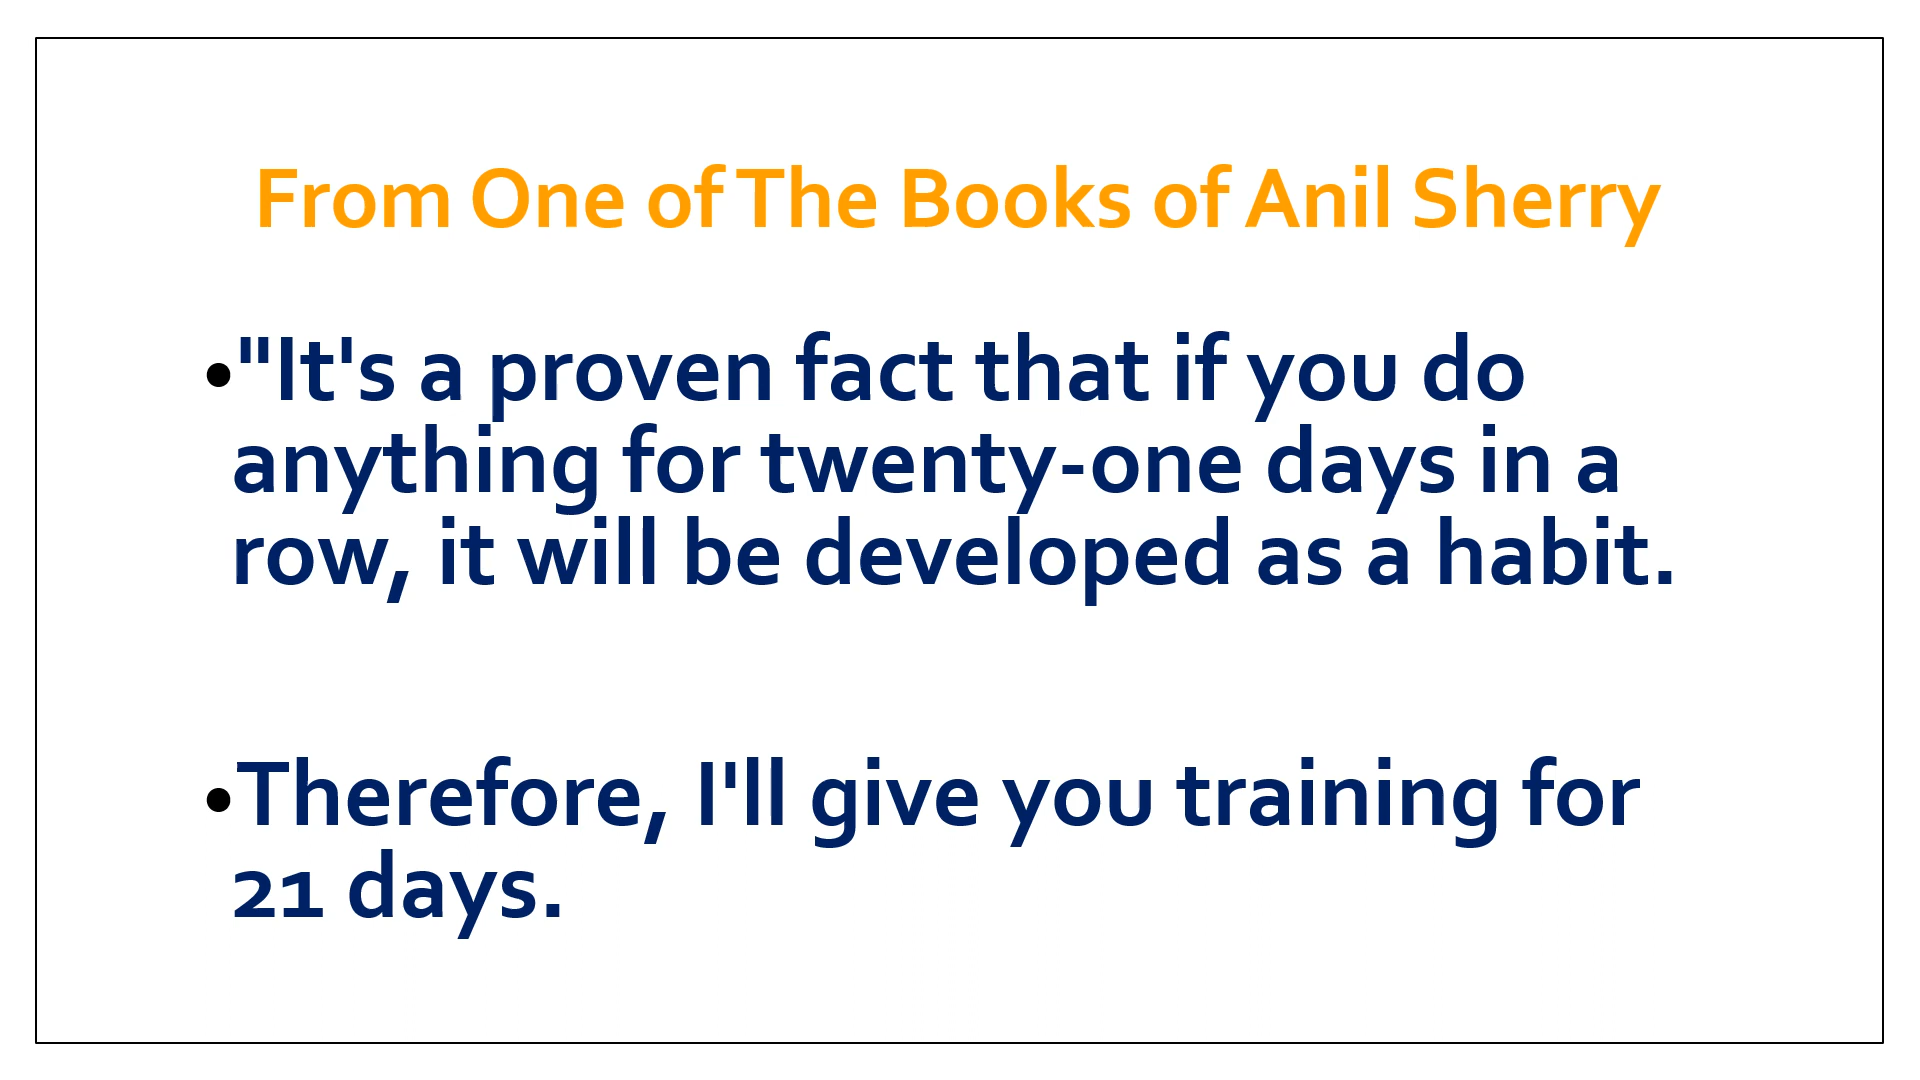 From One of The Books of Anil Sherry
•"It's a proven fact that if you do
anything for twenty-one days in a
row, it will be developed as a habit.
•Therefore, I'll give you training for
21 days.